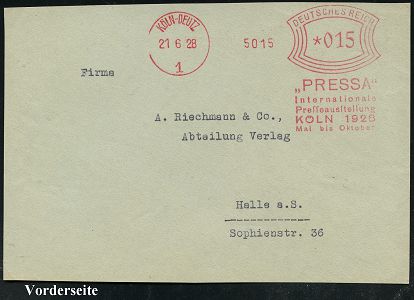 KÖLN-DEUTZ
21 6 28
1
5015
DEUTSCHES REICH
*015
„PRESSA“
Internationale
Presseausstellung
KÖLN 1928
Mai bis Oktober
Firma
A. Riechmann & Co.,
Abteilung Verlag
Halle a.S.
Sophienstr. 36
Vorderseite